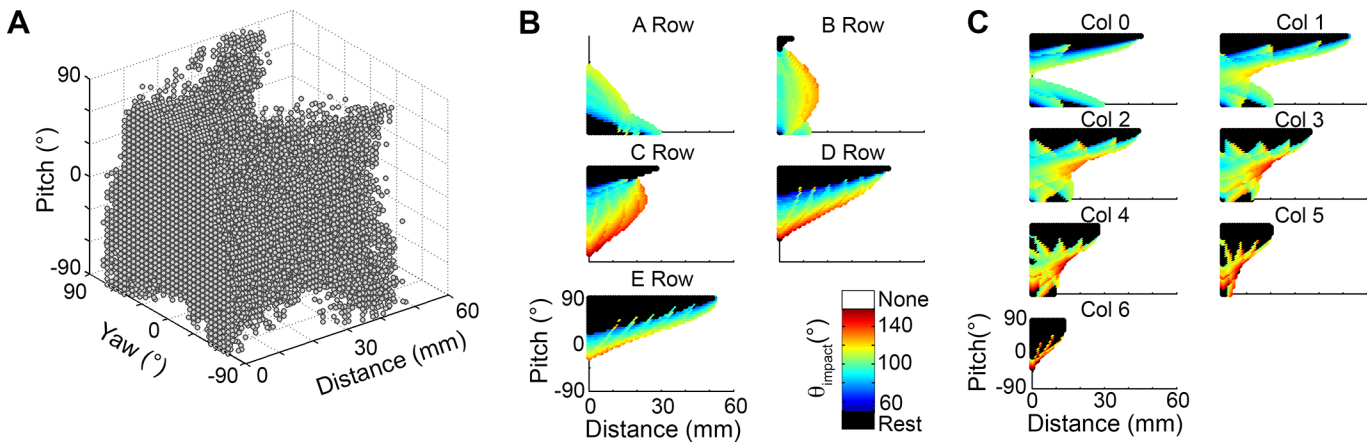 A
90
0
-90
Pitch (°)
90
0
-90
Yaw (°)
0
30
60
Distance (mm)
B
A Row
B Row
C Row
D Row
E Row
90
0
-90
Pitch (°)
0
30
60
Distance (mm)
θimpact(°)
None
140
100
60
Rest
C
Col 0
Col 1
Col 2
Col 3
Col 4
Col 5
Col 6
90
0
-90
Pitch(°)
0
30
60
Distance (mm)